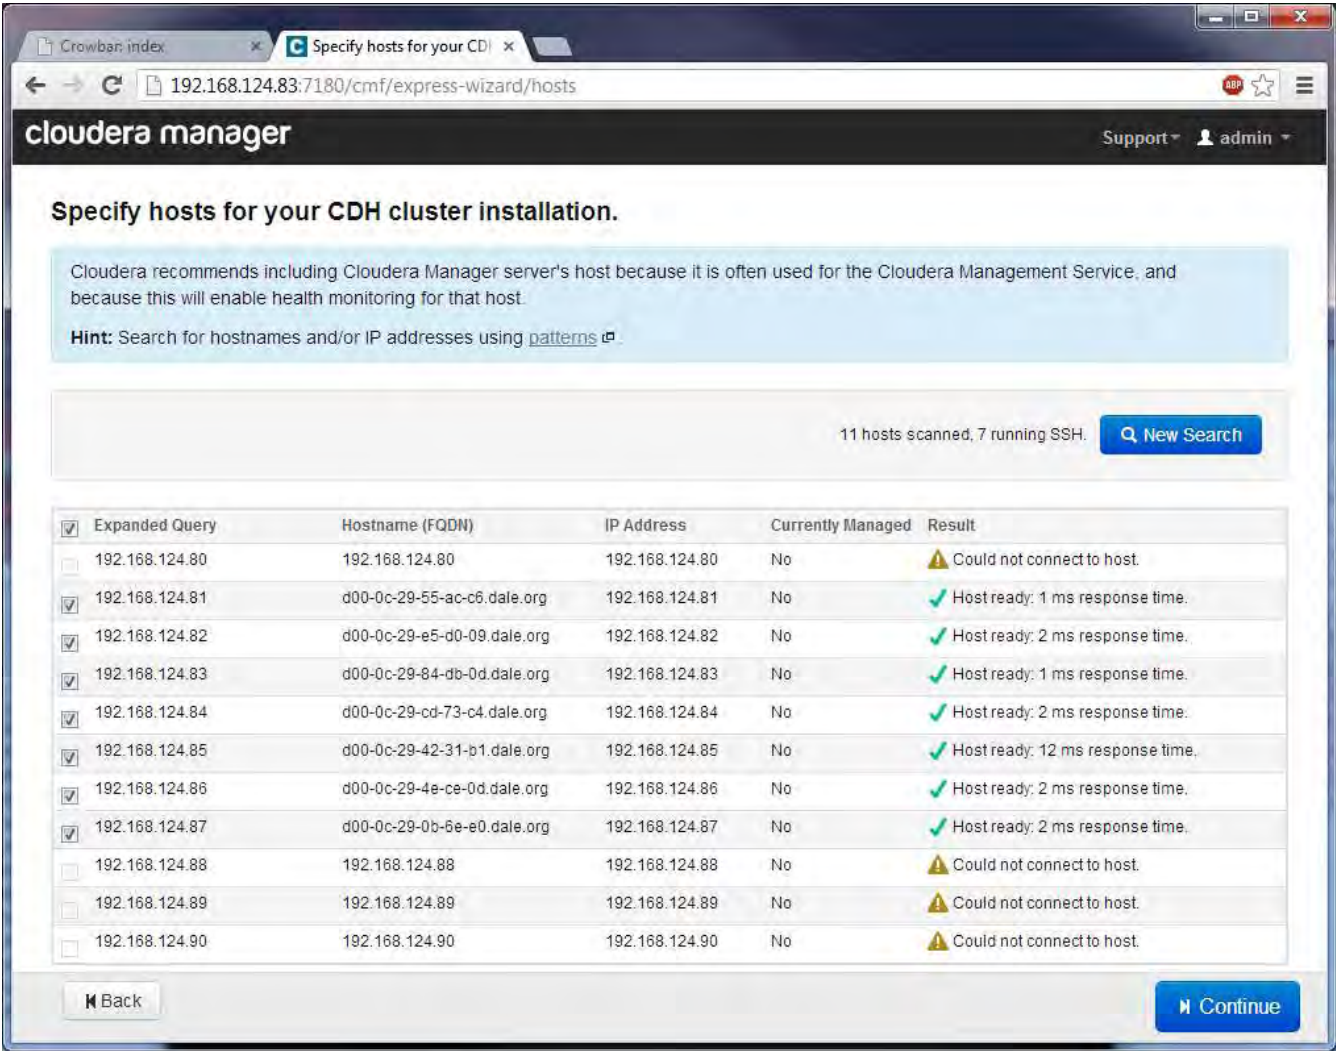 Crowbar: index
Specify hosts for your CDH
192.168.124.83:7180/cmf/express-wizard/hosts
ABP
cloudera manager
Support
admin
Specify hosts for your CDH cluster installation.
Cloudera recommends including Cloudera Manager server's host because it is often used for the Cloudera Management Service, and
because this will enable health monitoring for that host.
Hint: Search for hostnames and/or IP addresses using patterns .
11 hosts scanned, 7 running SSH. New Search
Expanded Query Hostname (FQDN) IP Address Currently Managed Result
192.168.124.80 192.168.124.80 192.168.124.80 No Could not connect to host.
192.168.124.81 d00-0c-29-55-ac-c6.dale.org 192.168.124.81 No Host ready: 1 ms response time.
192.168.124.82 d00-0c-29-e5-d0-09.dale.org 192.168.124.82 No Host ready: 2 ms response time.
192.168.124.83 d00-0c-29-84-db-0d.dale.org 192.168.124.83 No Host ready: 1 ms response time.
192.168.124.84 d00-0c-29-cd-73-c4.dale.org 192.168.124.84 No Host ready: 2 ms response time.
192.168.124.85 d00-0c-29-42-31-b1.dale.org 192.168.124.85 No Host ready: 12 ms response time.
192.168.124.86 d00-0c-29-4e-ce-0d.dale.org 192.168.124.86 No Host ready: 2 ms response time.
192.168.124.87 d00-0c-29-0b-6e-e0.dale.org 192.168.124.87 No Host ready: 2 ms response time.
192.168.124.88 192.168.124.88 192.168.124.88 No Could not connect to host.
192.168.124.89 192.168.124.89 192.168.124.89 No Could not connect to host.
192.168.124.90 192.168.124.90 192.168.124.90 No Could not connect to host.
Back
Continue